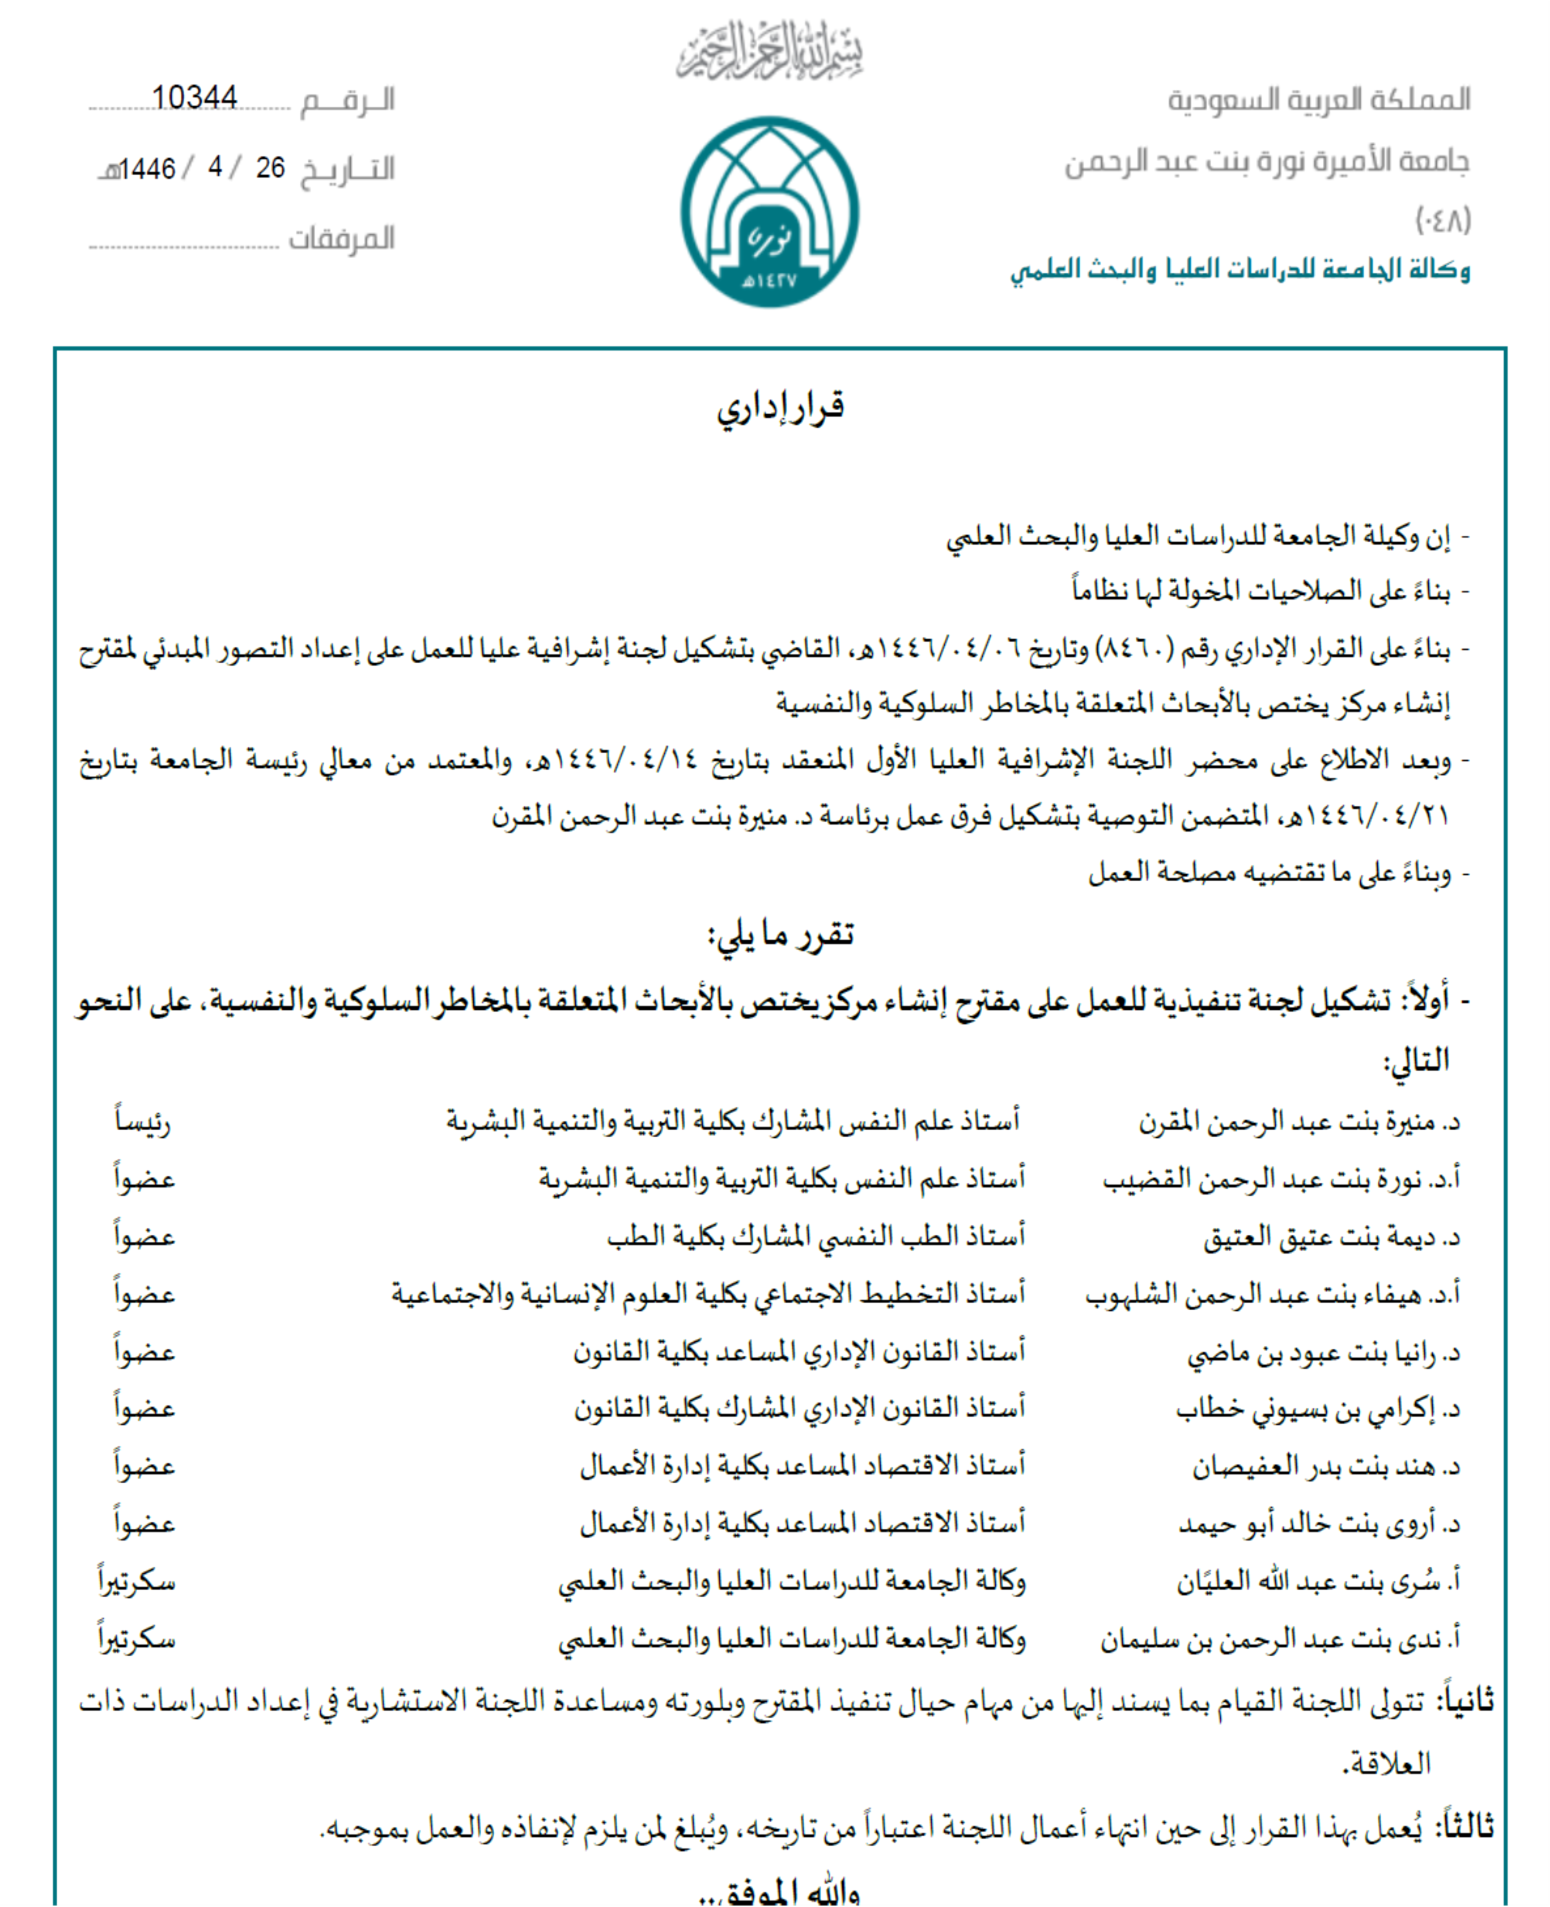 بسم الله الرحمن الرحيم
المملكة العربية السعودية
جامعة الأميرة نورة بنت عبد الرحمن
(٠٤٨)
وكالة الجامعة للدراسات العليا والبحث العلمي
الرقم 10344
التاريخ 26 / 4 / 1446هـ
المرفقات
نورة
١٤٢٧هـ
قرار إداري
- إن وكيلة الجامعة للدراسات العليا والبحث العلمي
- بناءً على الصلاحيات المخولة لها نظاماً
- بناءً على القرار الإداري رقم (٨٤٦٠) وتاريخ ١٤٤٦/٠٤/٠٦هـ، القاضي بتشكيل لجنة إشرافية عليا للعمل على إعداد التصور المبدئي لمقترح
إنشاء مركز يختص بالأبحاث المتعلقة بالمخاطر السلوكية والنفسية
- وبعد الاطلاع على محضر اللجنة الإشرافية العليا الأول المنعقد بتاريخ ١٤٤٦/٠٤/١٤هـ، والمعتمد من معالي رئيسة الجامعة بتاريخ
١٤٤٦/٠٤/٢١هـ، المتضمن التوصية بتشكيل فرق عمل برئاسة د. منيرة بنت عبد الرحمن المقرن
- وبناءً على ما تقتضيه مصلحة العمل
تقرر ما يلي:
- أولاً: تشكيل لجنة تنفيذية للعمل على مقترح إنشاء مركز يختص بالأبحاث المتعلقة بالمخاطر السلوكية والنفسية، على النحو
التالي:
د. منيرة بنت عبد الرحمن المقرن أستاذ علم النفس المشارك بكلية التربية والتنمية البشرية رئيساً
أ.د. نورة بنت عبد الرحمن القضيب أستاذ علم النفس بكلية التربية والتنمية البشرية عضواً
د. ديمة بنت عتيق العتيق أستاذ الطب النفسي المشارك بكلية الطب عضواً
أ.د. هيفاء بنت عبد الرحمن الشلهوب أستاذ التخطيط الاجتماعي بكلية العلوم الإنسانية والاجتماعية عضواً
د. رانيا بنت عبود بن ماضي أستاذ القانون الإداري المساعد بكلية القانون عضواً
د. إكرامي بن بسيوني خطاب أستاذ القانون الإداري المشارك بكلية القانون عضواً
د. هند بنت بدر العفيصان أستاذ الاقتصاد المساعد بكلية إدارة الأعمال عضواً
د. أروى بنت خالد أبو حيمد أستاذ الاقتصاد المساعد بكلية إدارة الأعمال عضواً
أ. سُرى بنت عبد الله العليًان وكالة الجامعة للدراسات العليا والبحث العلمي سكرتيراً
أ. ندى بنت عبد الرحمن بن سليمان وكالة الجامعة للدراسات العليا والبحث العلمي سكرتيراً
ثانياً: تتولى اللجنة القيام بما يسند إليها من مهام حيال تنفيذ المقترح وبلورته ومساعدة اللجنة الاستشارية في إعداد الدراسات ذات
العلاقة.
ثالثاً: يُعمل بهذا القرار إلى حين انتهاء أعمال اللجنة اعتباراً من تاريخه، ويُبلغ لمن يلزم لإنفاذه والعمل بموجبه.
والله الموفق..